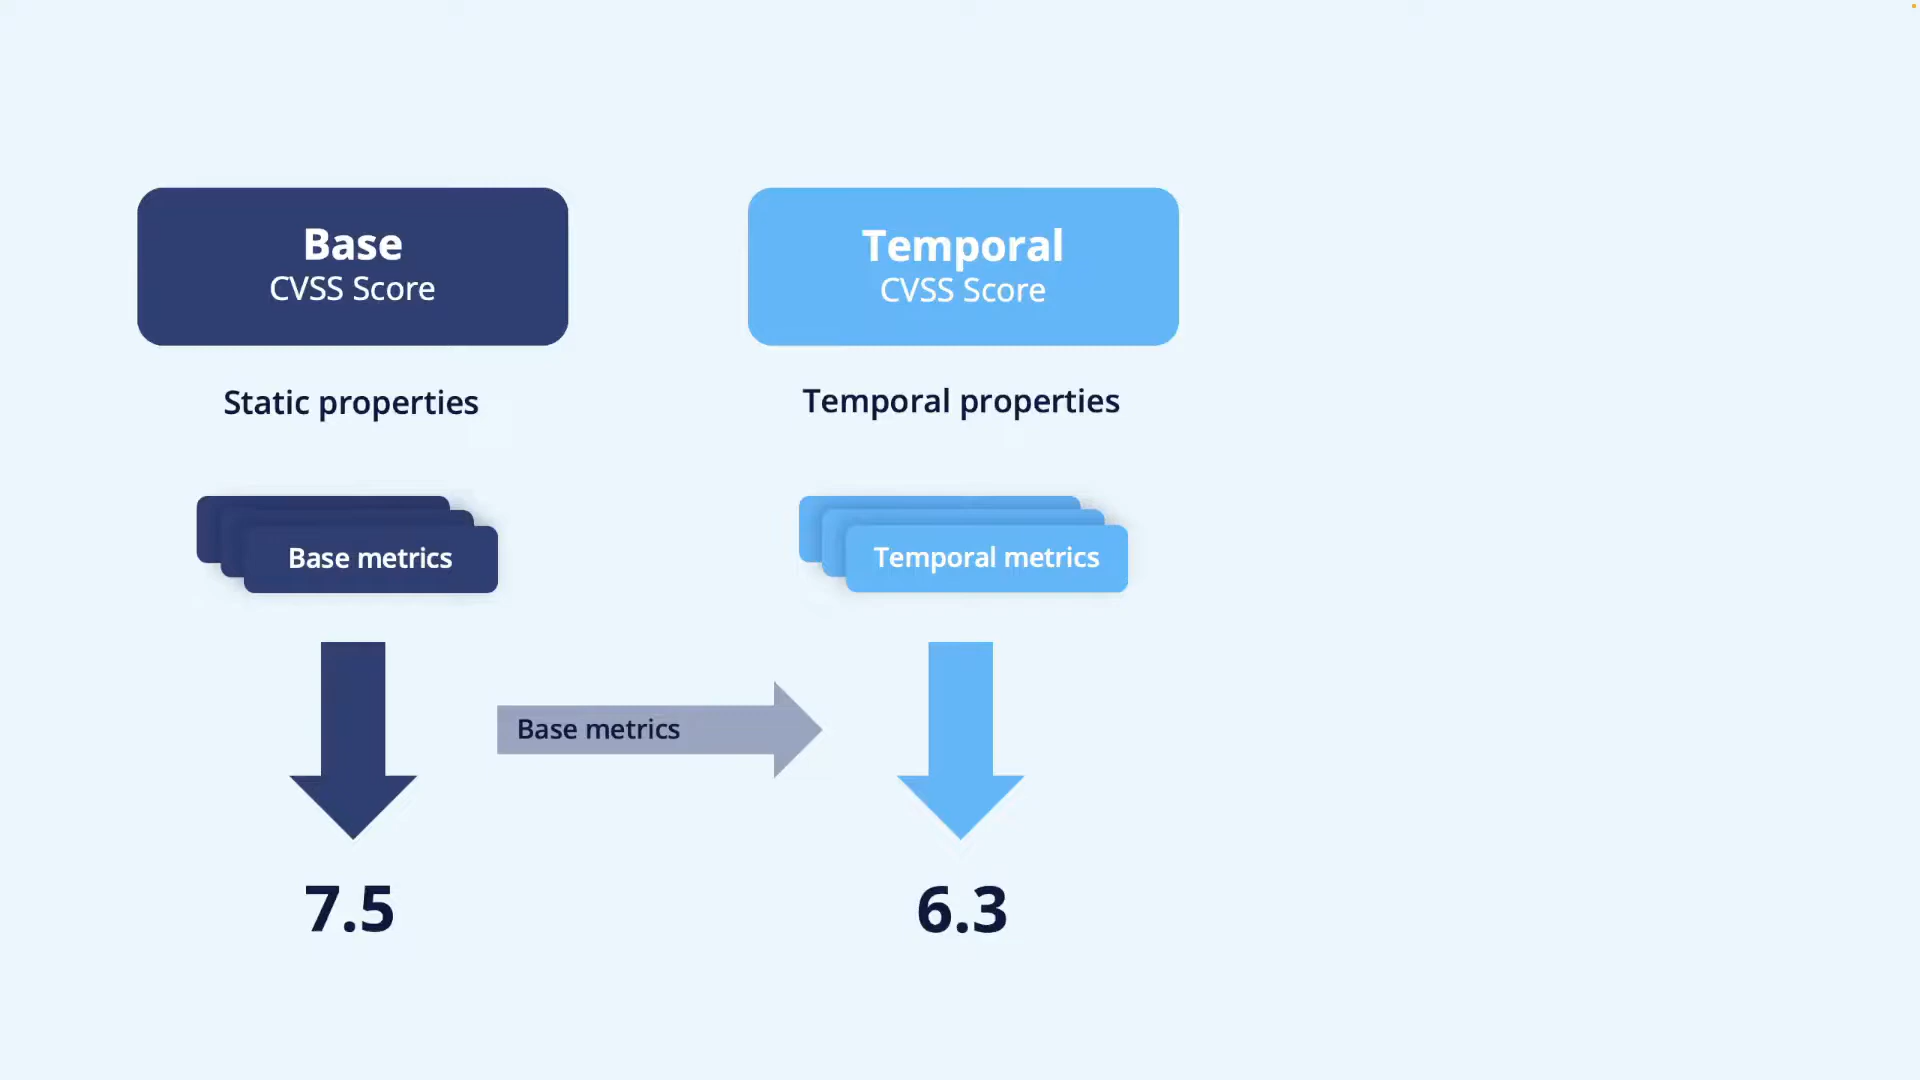 Base
CVSS Score
Static properties
Base metrics
Base metrics
7.5
Temporal
CVSS Score
Temporal properties
Temporal metrics
6.3